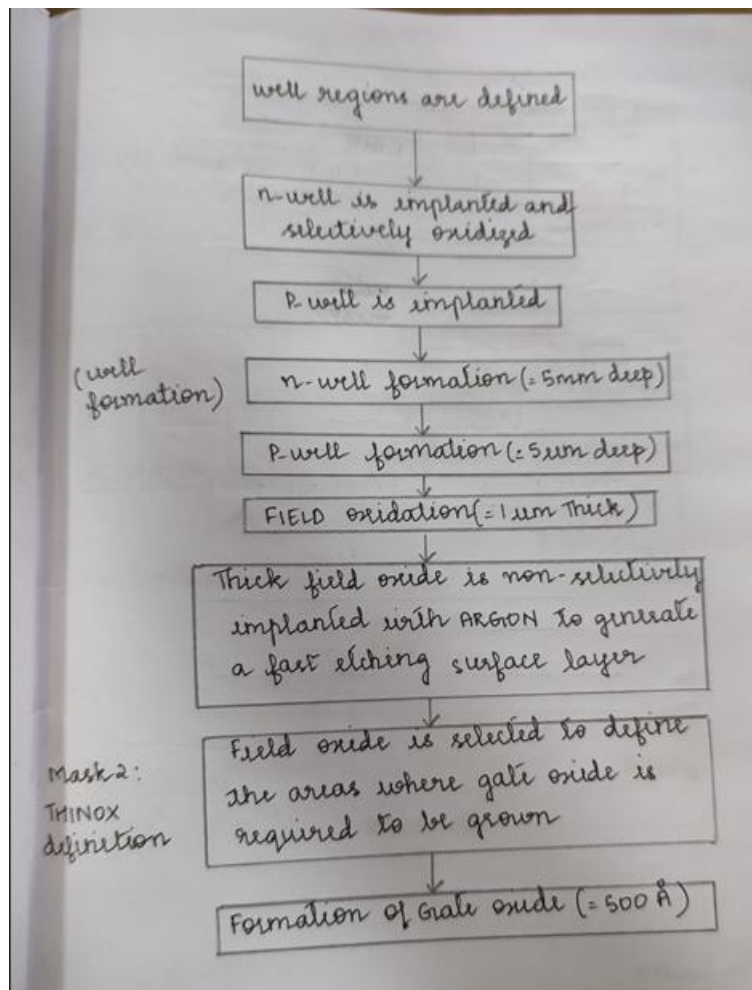 well regions are defined
n-well is implanted and
selectively oxidized
P-well is implanted
(well
formation)
n-well formation (= 5mm deep)
P-well formation (= 5um deep)
FIELD oxidation (= 1 um Thick)
Thick field oxide is non-selectively
implanted with ARGON to generate
a fast etching surface layer
Mask 2:
THINOX
definition
Field oxide is selected to define
the areas where gate oxide is
required to be grown
Formation of Grate oxide (= 500 Å)